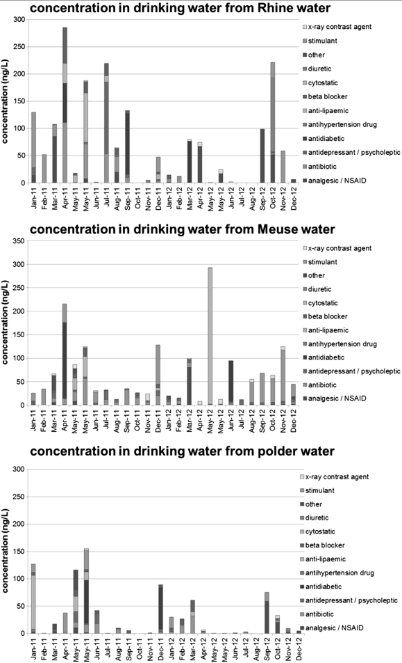 concentration in drinking water from Rhine water
concentration (ng/L)
300
250
200
150
100
50
0
x-ray contrast agent
stimulant
other
diuretic
cytostatic
beta blocker
anti-lipaemic
antihypertension drug
antidiabetic
antidepressant / psycholeptic
antibiotic
analgesic / NSAID
Jan-11 Feb-11 Mar-11 Apr-11 May-11 May-11 Jun-11 Jul-11 Aug-11 Sep-11 Oct-11 Nov-11 Dec-11 Jan-12 Feb-12 Mar-12 Apr-12 May-12 May-12 Jun-12 Jul-12 Aug-12 Sep-12 Oct-12 Nov-12 Dec-12
concentration in drinking water from Meuse water
concentration (ng/L)
350
300
250
200
150
100
50
0
x-ray contrast agent
stimulant
other
diuretic
cytostatic
beta blocker
anti-lipaemic
antihypertension drug
antidiabetic
antidepressant / psycholeptic
antibiotic
analgesic / NSAID
Jan-11 Feb-11 Mar-11 Apr-11 May-11 May-11 Jun-11 Jul-11 Aug-11 Sep-11 Oct-11 Nov-11 Dec-11 Jan-12 Feb-12 Mar-12 Apr-12 May-12 May-12 Jun-12 Jul-12 Aug-12 Sep-12 Oct-12 Nov-12 Dec-12
concentration in drinking water from polder water
concentration (ng/L)
300
250
200
150
100
50
0
x-ray contrast agent
stimulant
other
diuretic
cytostatic
beta blocker
anti-lipaemic
antihypertension drug
antidiabetic
antidepressant / psycholeptic
antibiotic
analgesic / NSAID
Jan-11 Feb-11 Mar-11 Apr-11 May-11 May-11 Jun-11 Jul-11 Aug-11 Sep-11 Oct-11 Nov-11 Dec-11 Jan-12 Feb-12 Mar-12 Apr-12 May-12 May-12 Jun-12 Jul-12 Aug-12 Sep-12 Oct-12 Nov-12 Dec-12